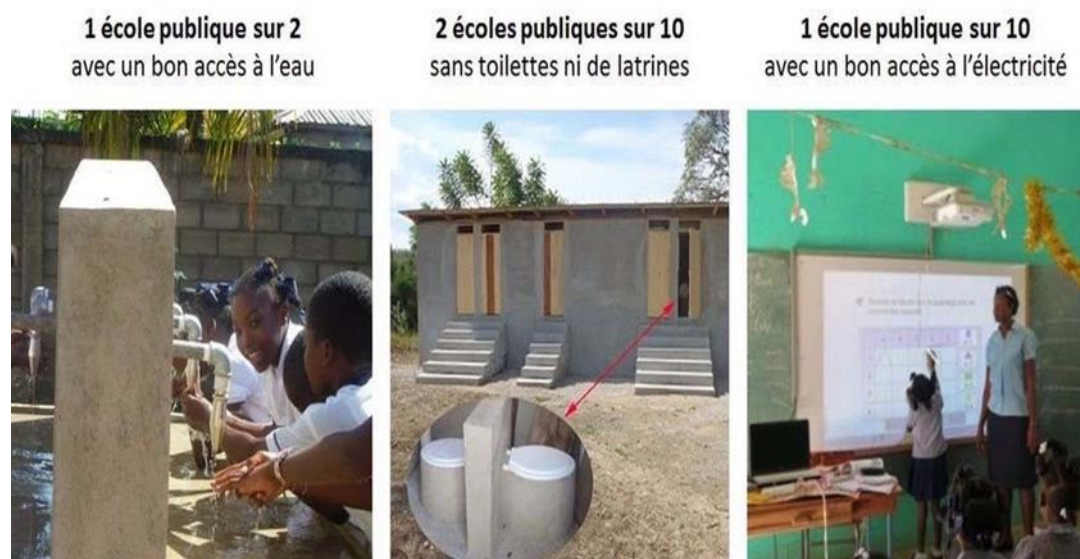 1 école publique sur 2
avec un bon accès à l'eau
2 écoles publiques sur 10
sans toilettes ni de latrines
1 école publique sur 10
avec un bon accès à l'électricité